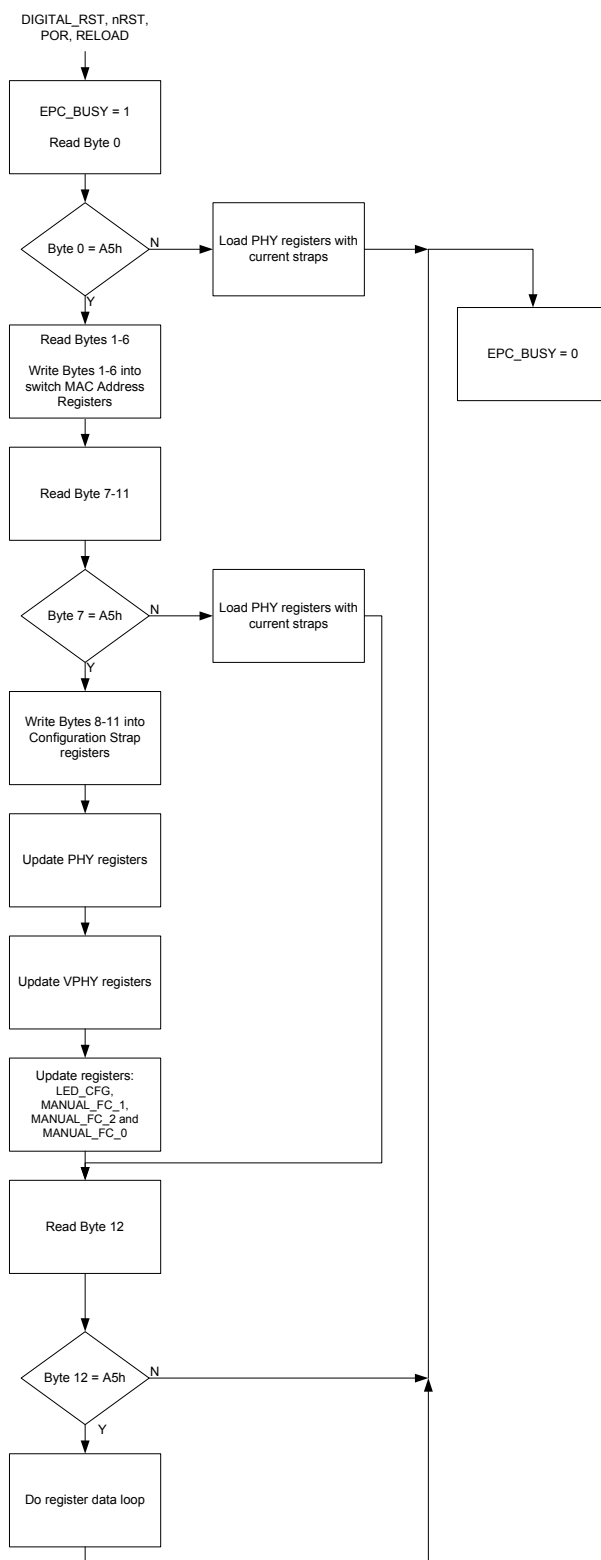 DIGITAL_RST, nRST,
POR, RELOAD
EPC_BUSY = 1
Read Byte 0
Byte 0 = A5h
N
Load PHY registers with
current straps
Y
Read Bytes 1-6
Write Bytes 1-6 into
switch MAC Address
Registers
EPC_BUSY = 0
Read Byte 7-11
Byte 7 = A5h
N
Load PHY registers with
current straps
Y
Write Bytes 8-11 into
Configuration Strap
registers
Update PHY registers
Update VPHY registers
Update registers:
LED_CFG,
MANUAL_FC_1,
MANUAL_FC_2 and
MANUAL_FC_0
Read Byte 12
Byte 12 = A5h
N
Y
Do register data loop